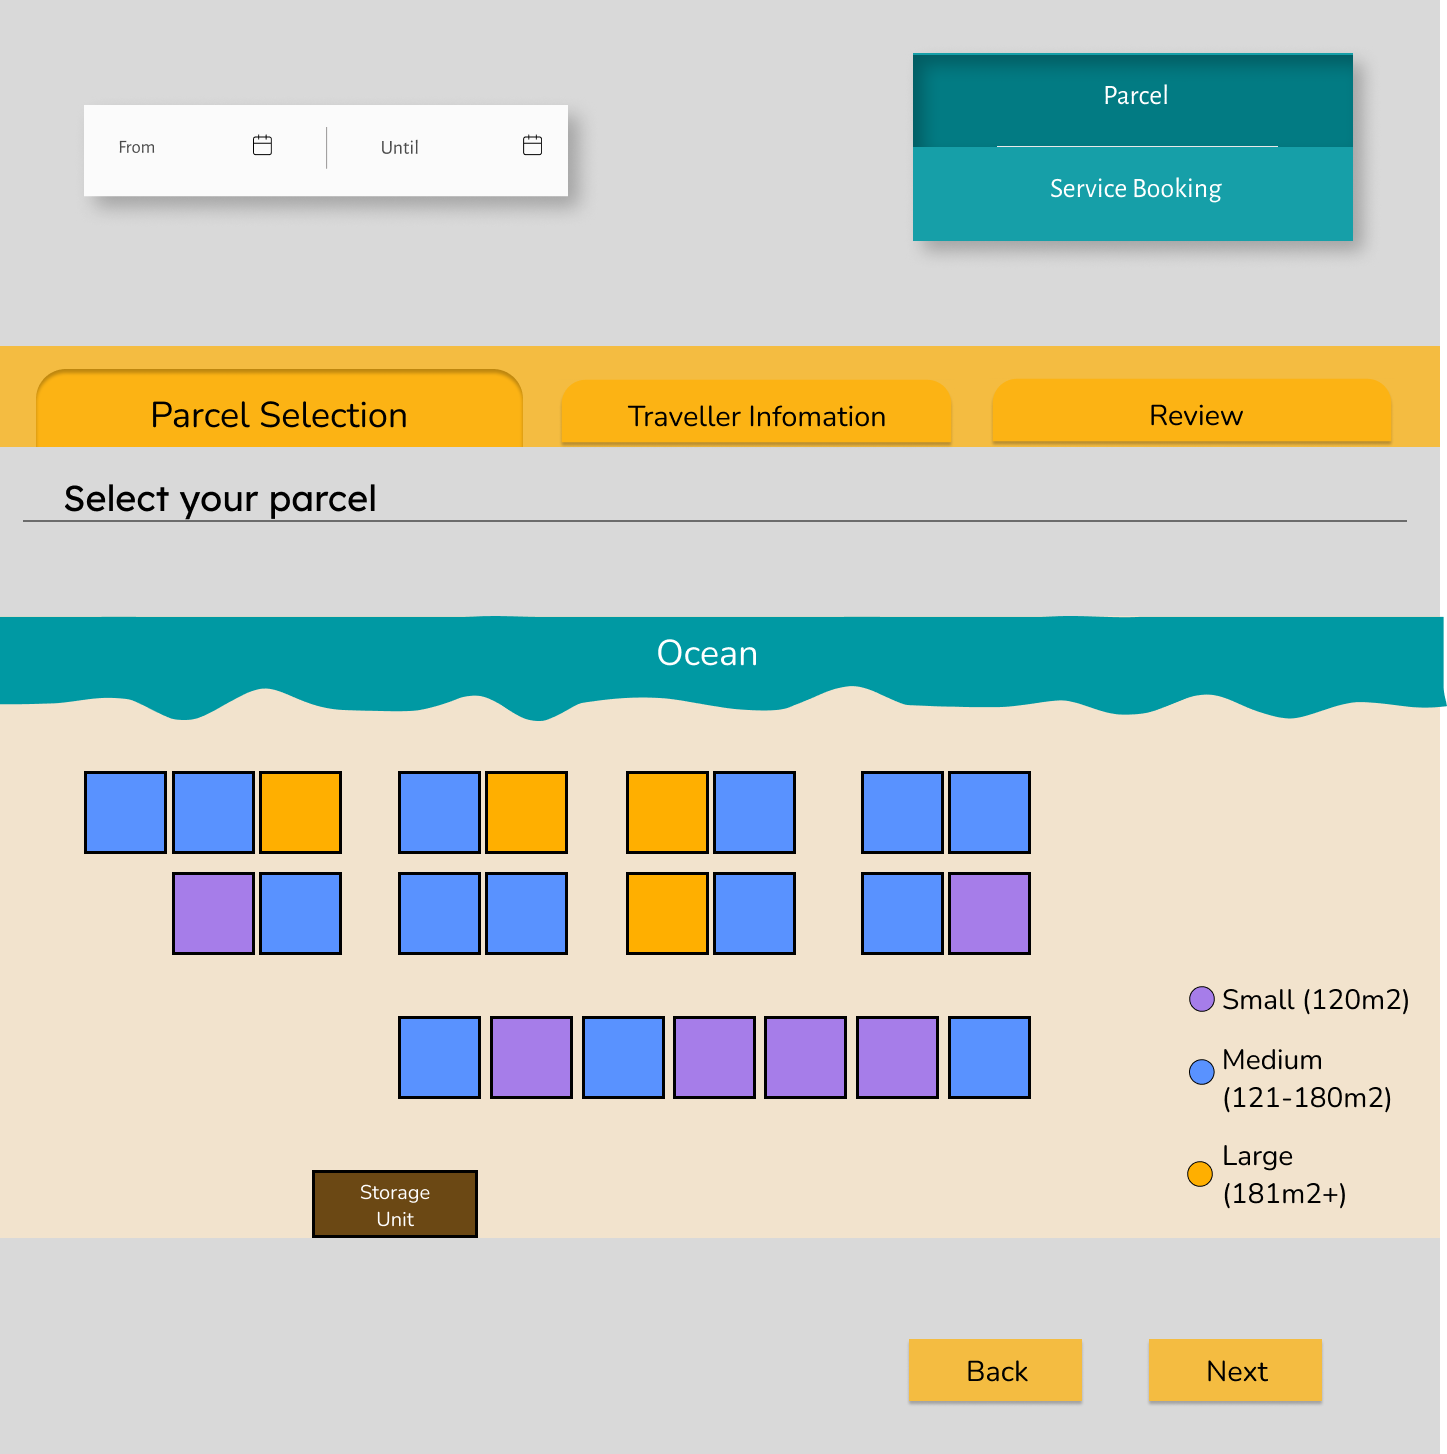 From
Until
Parcel
Service Booking
Parcel Selection
Traveller Infomation
Review
Select your parcel
Ocean
Small (120m2)
Medium
(121-180m2)
Large
(181m2+)
Storage
Unit
Back
Next